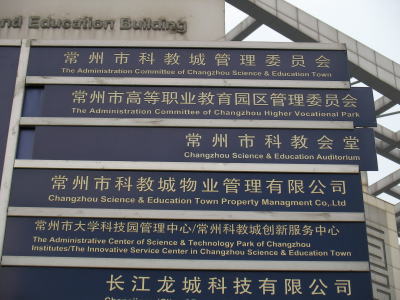 and Education Building
常州市科教城管理委员会
The Administration Committee of Changzhou Science & Education Town
常州市高等职业教育园区管理委员会
The Administration Committee of Changzhou Higher Vocational Park
常州市科教会堂
Changzhou Science & Education Auditorium
常州市科教城物业管理有限公司
Changzhou Science & Education Town Property Managment Co,.Ltd
常州市大学科技园管理中心/常州科教城创新服务中心
The Administrative Center of Science & Technology Park of Changzhou
Institutes/The Innovative Service Center in Changzhou Science & Education Town
长江龙城科技有限公司